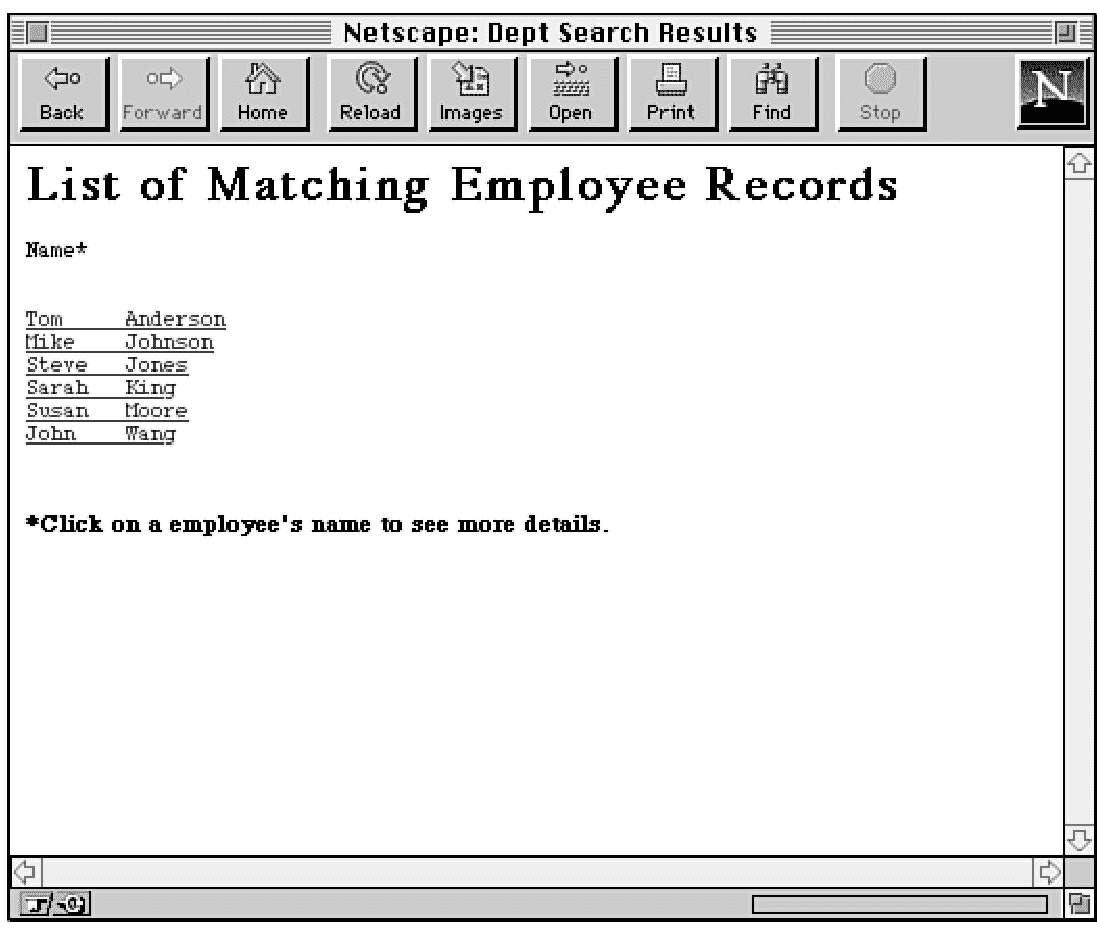 Netscape: Dept Search Results
Back Forward Home Reload Images Open Print Find Stop N
List of Matching Employee Records
Name*
Tom Anderson
Mike Johnson
Steve Jones
Sarah King
Susan Moore
John Wang
*Click on a employee's name to see more details.